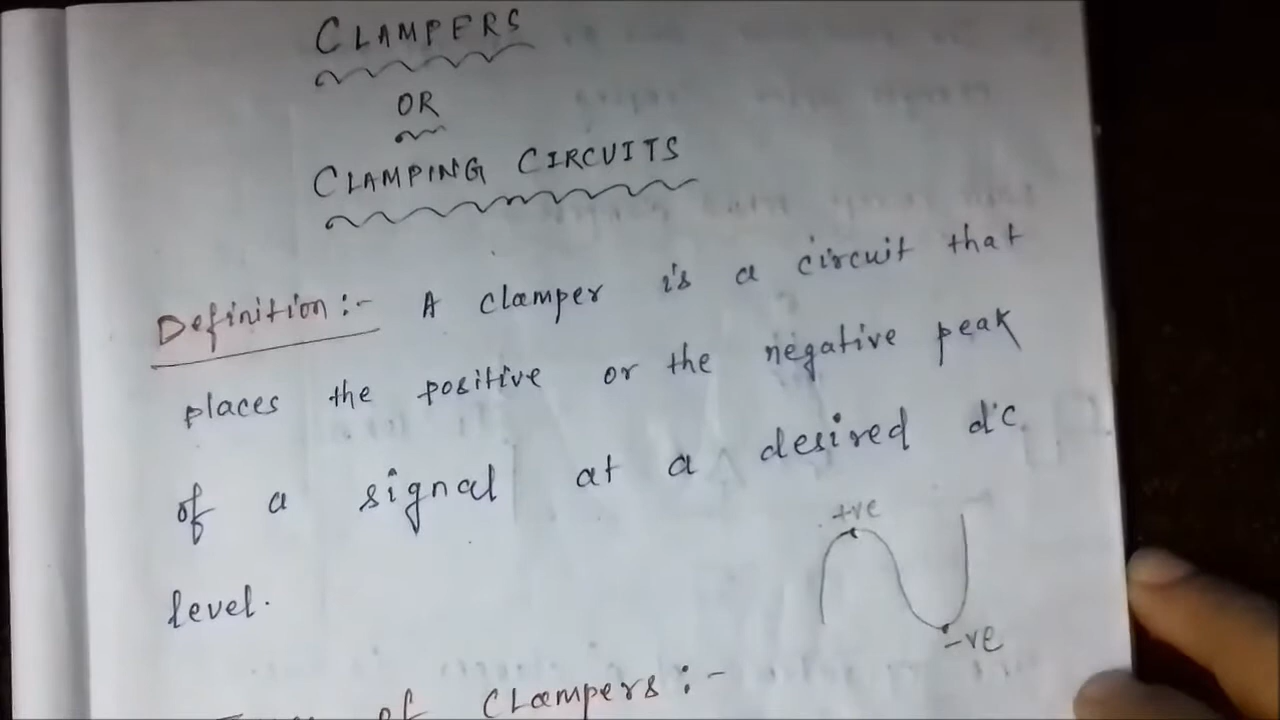 CLAMPERS
OR
CLAMPING CIRCUITS
Definition :- A clamper is a circuit that
places the positive or the negative peak
of a signal at a desired d'c
level.
+ve
-ve
of Clampers :-